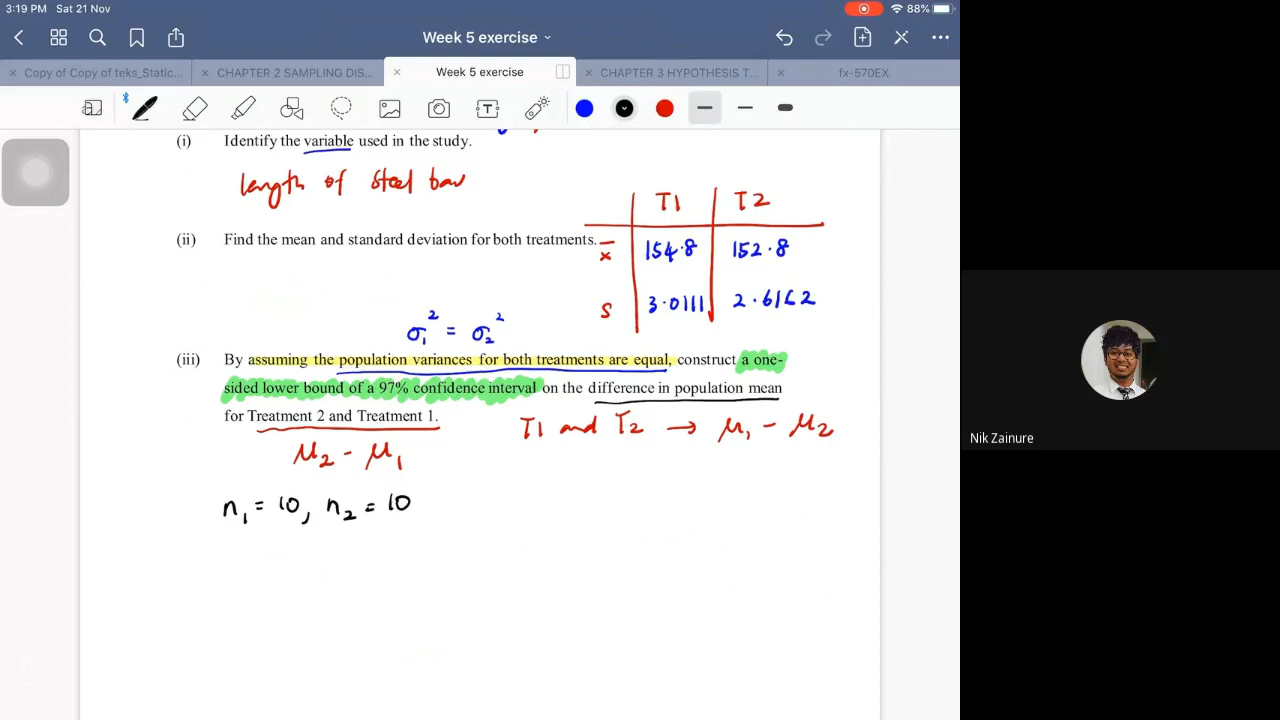 3:19 PM Sat 21 Nov
88%
Week 5 exercise
Copy of Copy of teks_Static...
CHAPTER 2 SAMPLING DIS...
Week 5 exercise
CHAPTER 3 HYPOTHESIS T...
fx-570EX
(i) Identify the variable used in the study.
length of steel bar
T1 T2
(ii) Find the mean and standard deviation for both treatments.
x̄ 154.8 152.8
s 3.0111 2.6162
σ₁² = σ₂²
(iii) By assuming the population variances for both treatments are equal, construct a one-
sided lower bound of a 97% confidence interval on the difference in population mean
for Treatment 2 and Treatment 1.
T1 and T2 → μ₁ - μ₂
μ₂ - μ₁
n₁ = 10, n₂ = 10
Nik Zainure